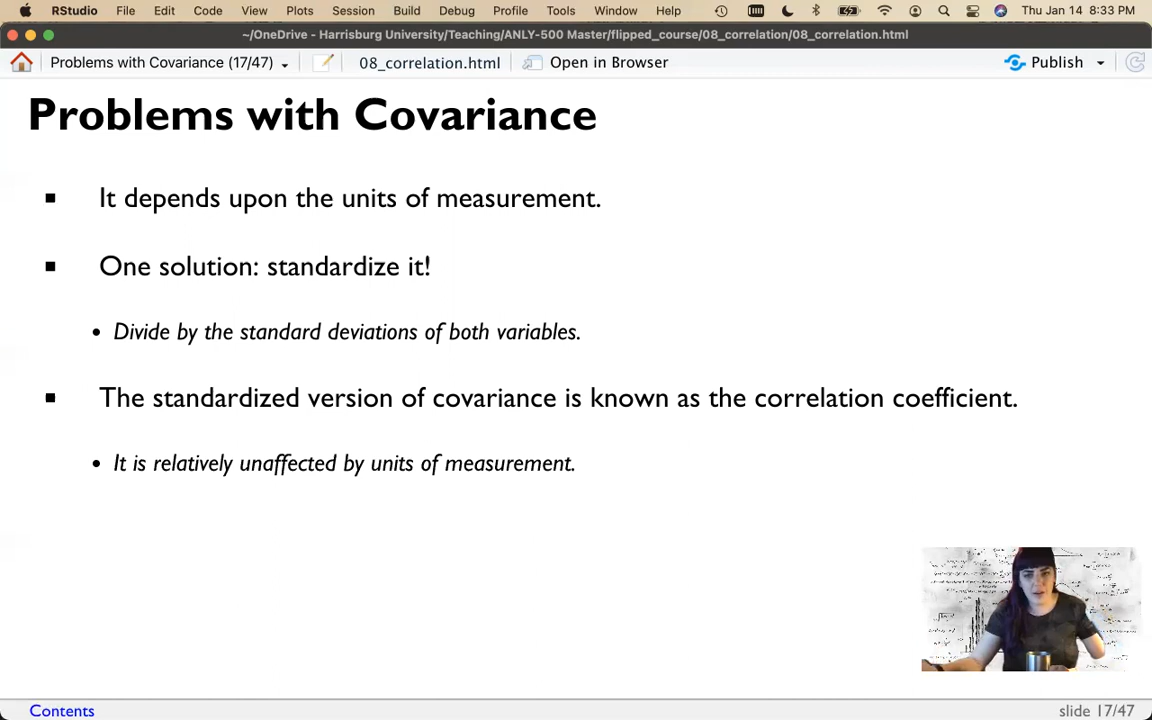 RStudio File Edit Code View Plots Session Build Debug Profile Tools Window Help Thu Jan 14 8:33 PM
~/OneDrive - Harrisburg University/Teaching/ANLY-500 Master/flipped_course/08_correlation/08_correlation.html
Problems with Covariance (17/47) 08_correlation.html Open in Browser Publish
Problems with Covariance
It depends upon the units of measurement.
One solution: standardize it!
Divide by the standard deviations of both variables.
The standardized version of covariance is known as the correlation coefficient.
It is relatively unaffected by units of measurement.
Contents slide 17/47